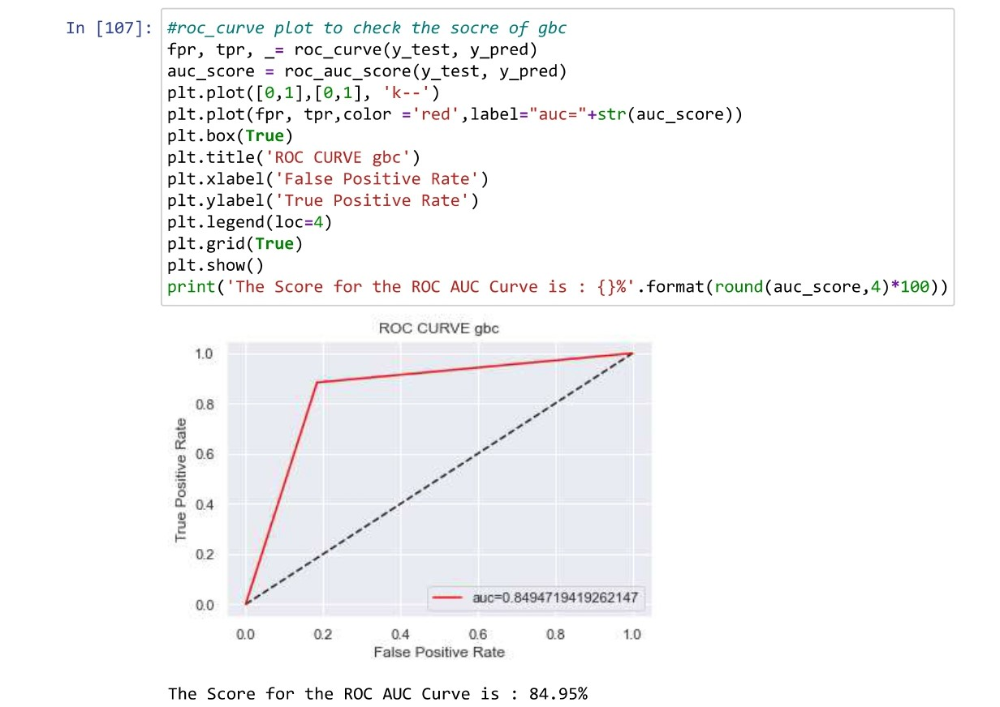 In [107]:
#roc_curve plot to check the socre of gbc
fpr, tpr, _= roc_curve(y_test, y_pred)
auc_score = roc_auc_score(y_test, y_pred)
plt.plot([0,1],[0,1], 'k--')
plt.plot(fpr, tpr,color ='red',label="auc="+str(auc_score))
plt.box(True)
plt.title('ROC CURVE gbc')
plt.xlabel('False Positive Rate')
plt.ylabel('True Positive Rate')
plt.legend(loc=4)
plt.grid(True)
plt.show()
print('The Score for the ROC AUC Curve is : {}%'.format(round(auc_score,4)*100))
ROC CURVE gbc
True Positive Rate
1.0
0.8
0.6
0.4
0.2
0.0
auc=0.8494719419262147
0.0 0.2 0.4 0.6 0.8 1.0
False Positive Rate
The Score for the ROC AUC Curve is : 84.95%